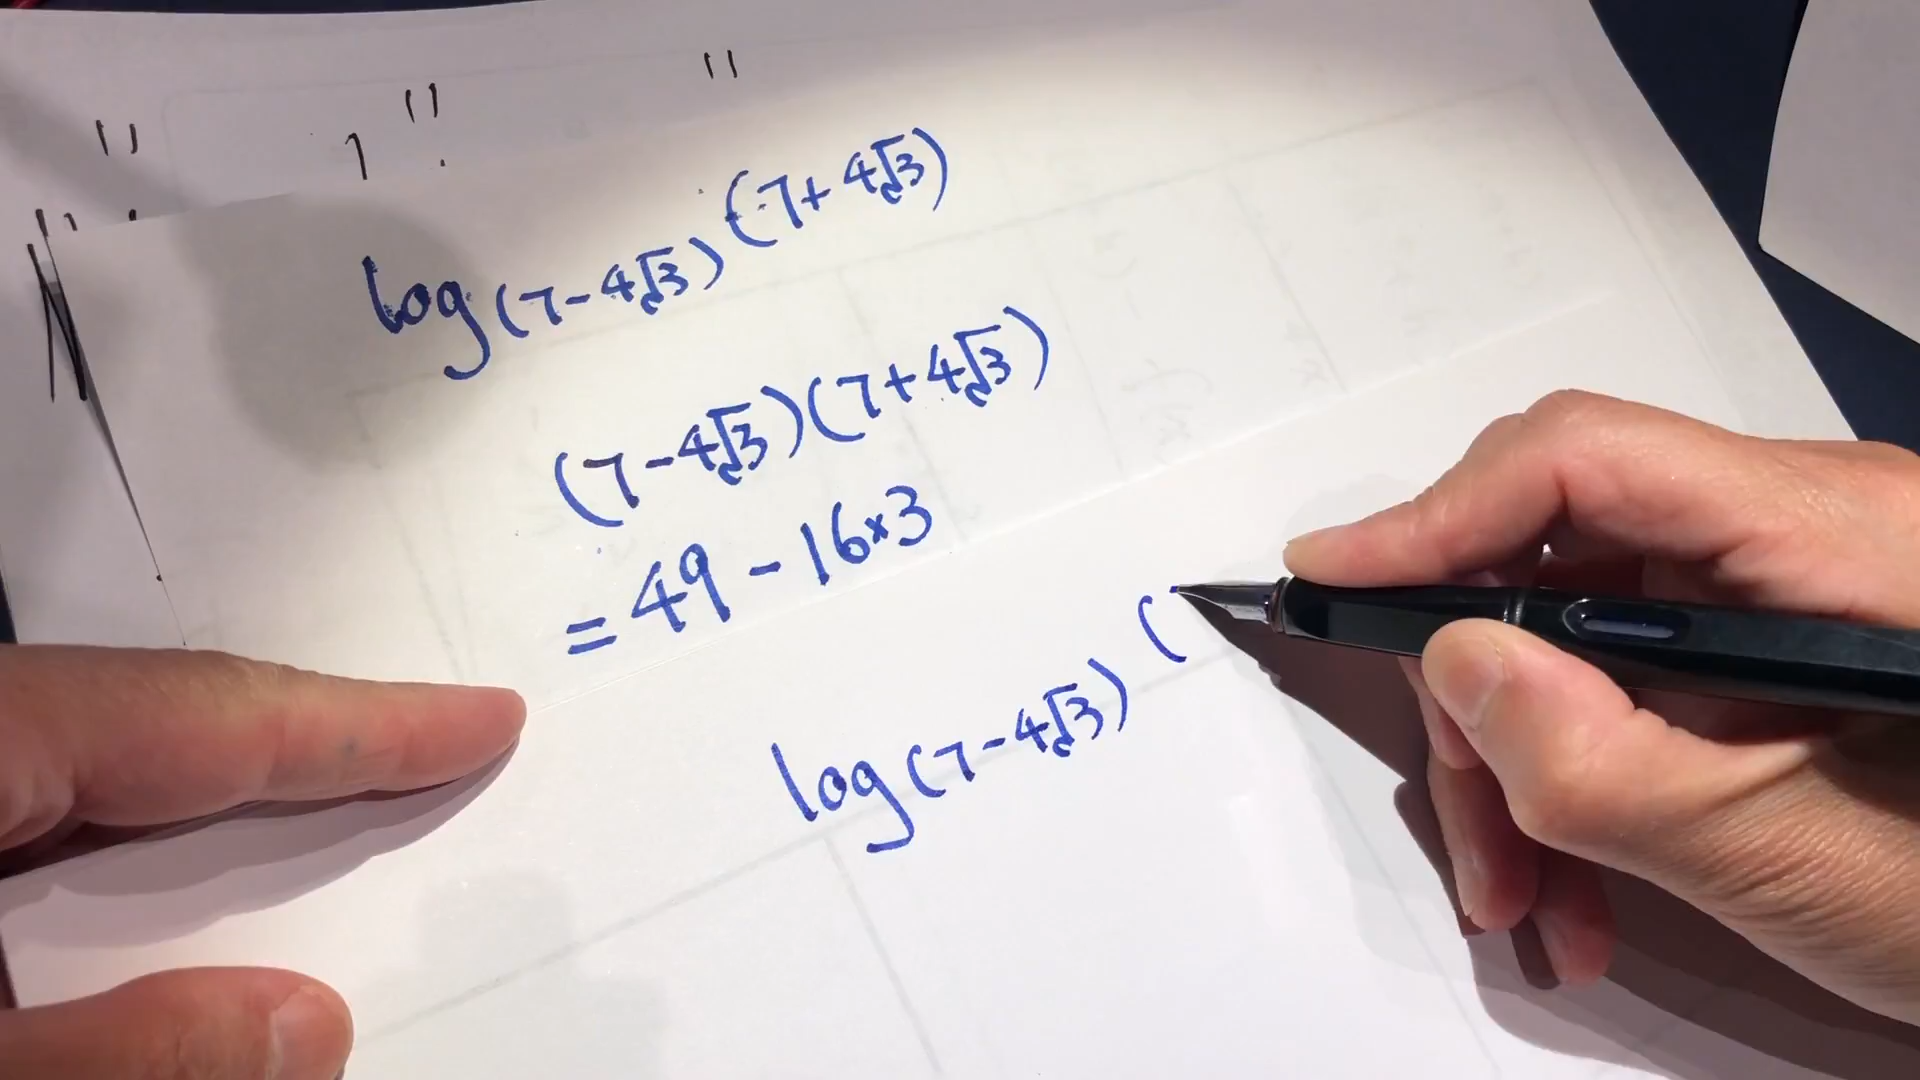 log(7-4√3) (7+4√3)
(7-4√3)(7+4√3)
=49-16×3
log(7-4√3) (